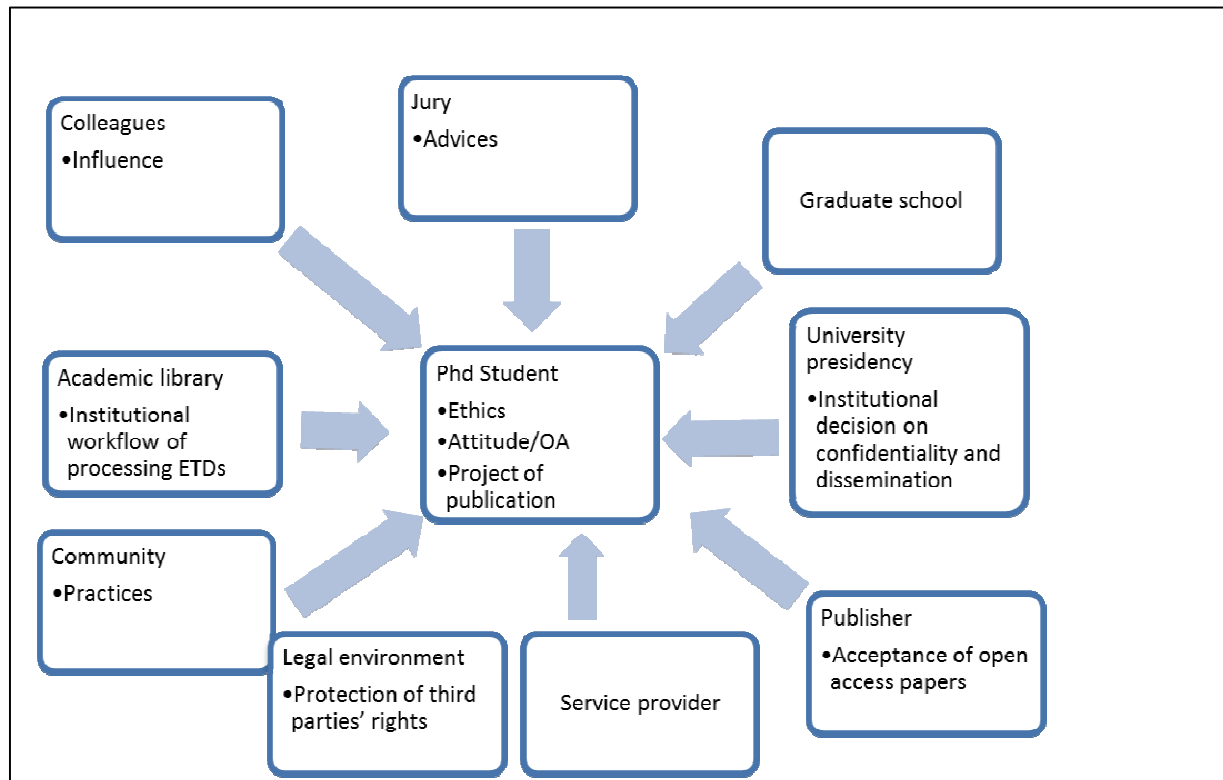 Colleagues
•Influence
Jury
•Advices
Graduate school
Academic library
•Institutional
workflow of
processing ETDs
Phd Student
•Ethics
•Attitude/OA
•Project of
publication
University
presidency
•Institutional
decision on
confidentiality and
dissemination
Community
•Practices
Legal environment
•Protection of third
parties’ rights
Service provider
Publisher
•Acceptance of open
access papers